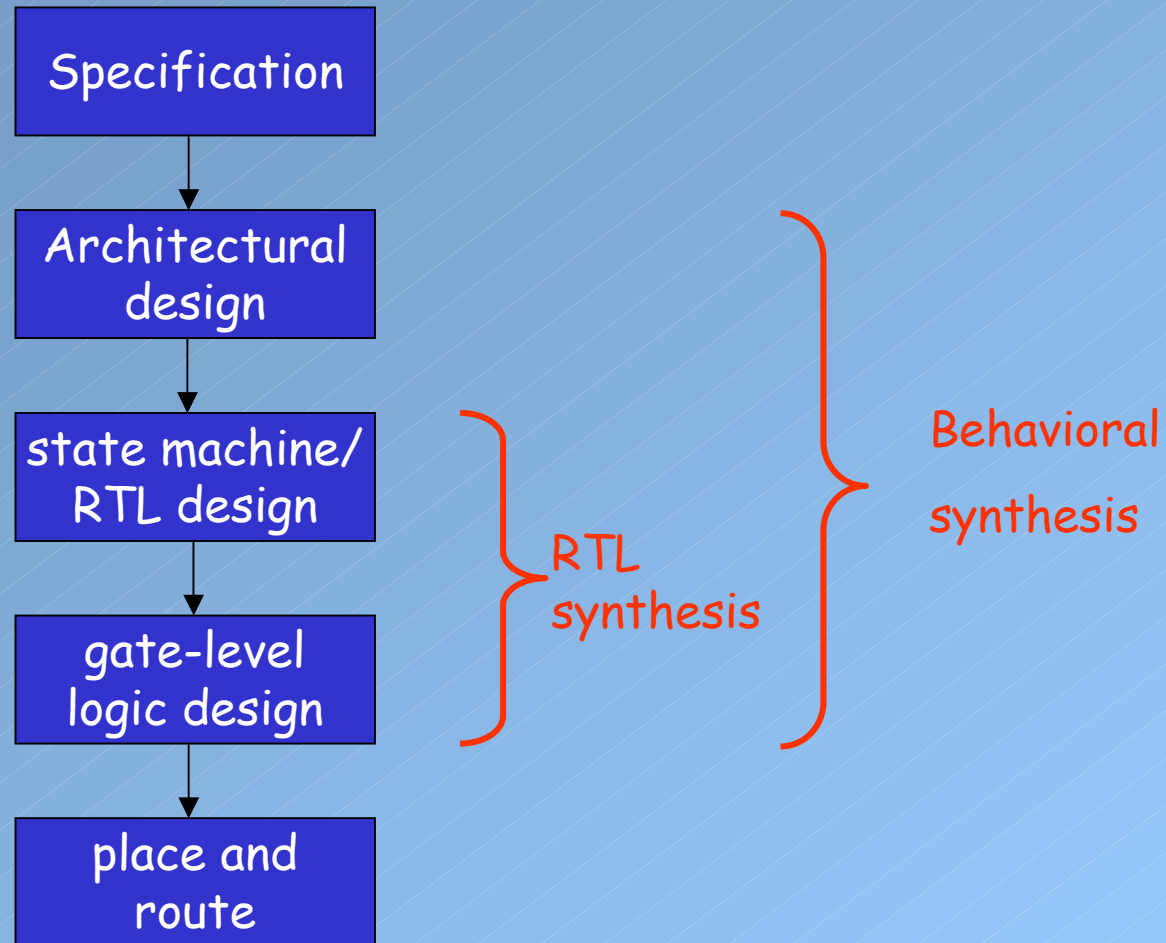 Specification
Architectural
design
state machine/
RTL design
gate-level
logic design
place and
route
RTL
synthesis
Behavioral
synthesis